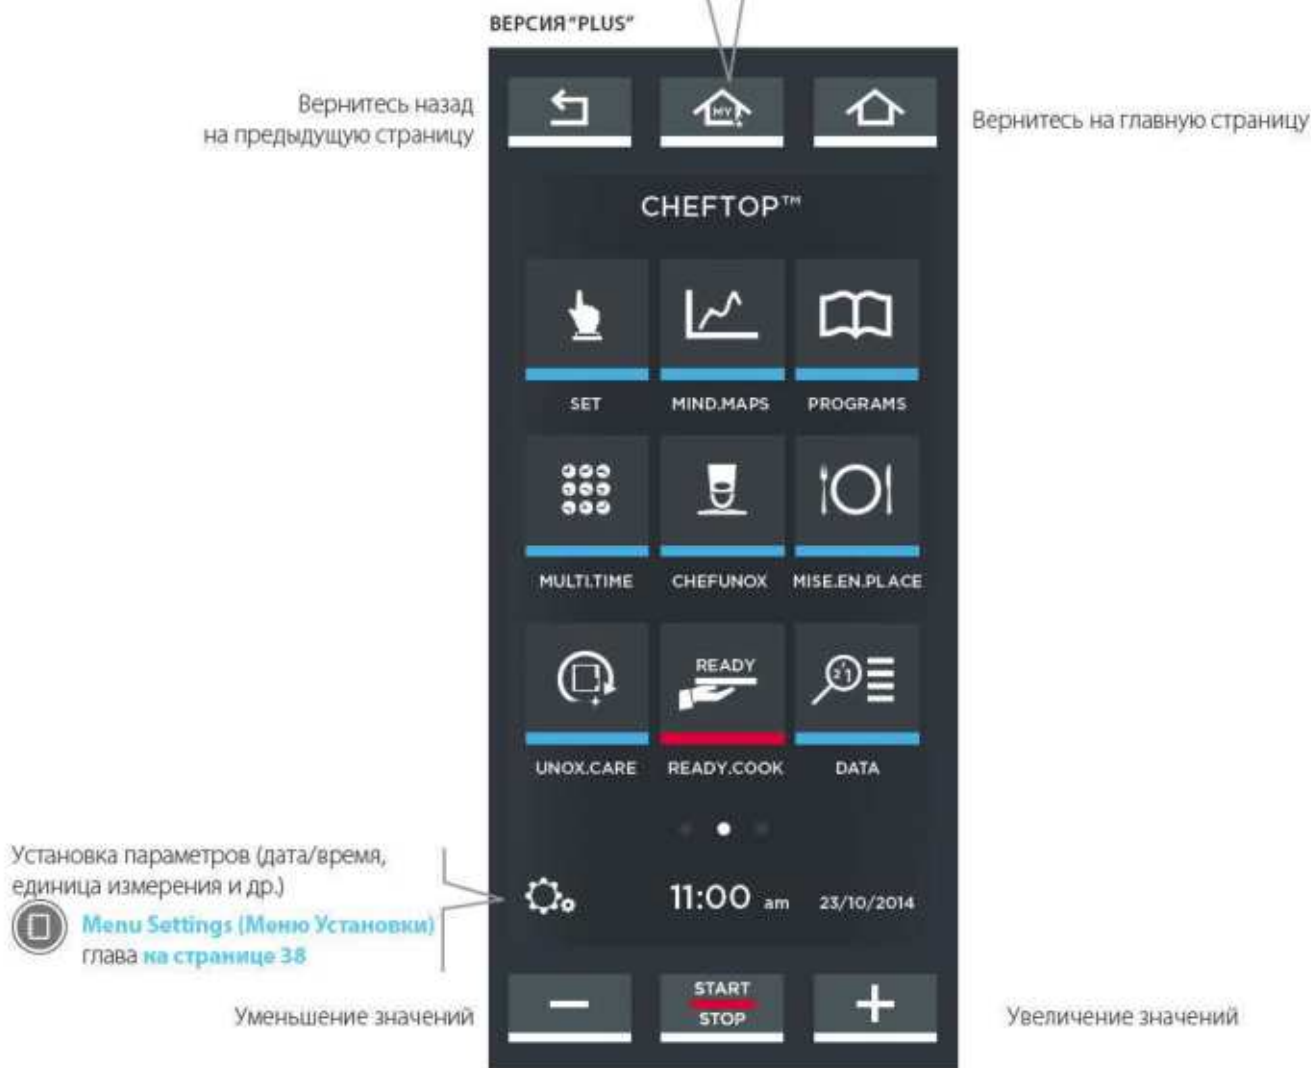 ВЕРСИЯ "PLUS"
Вернитесь назад
на предыдущую страницу
MY
Вернитесь на главную страницу
CHEFTOP™
SET MIND.MAPS PROGRAMS
MULTI.TIME CHEFUNOX MISE.EN.PLACE
READY
UNOX.CARE READY.COOK DATA
Установка параметров (дата/время,
единица измерения и др.)
Menu Settings (Меню Установки)
глава на странице 38
11:00 am 23/10/2014
Уменьшение значений
START
STOP
Увеличение значений